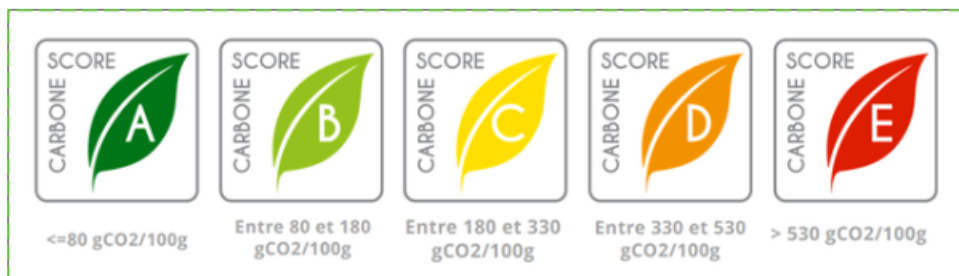 SCORE
CARBONE
A
SCORE
CARBONE
B
SCORE
CARBONE
C
SCORE
CARBONE
D
SCORE
CARBONE
E
<=80 gCO2/100g
Entre 80 et 180
gCO2/100g
Entre 180 et 330
gCO2/100g
Entre 330 et 530
gCO2/100g
> 530 gCO2/100g